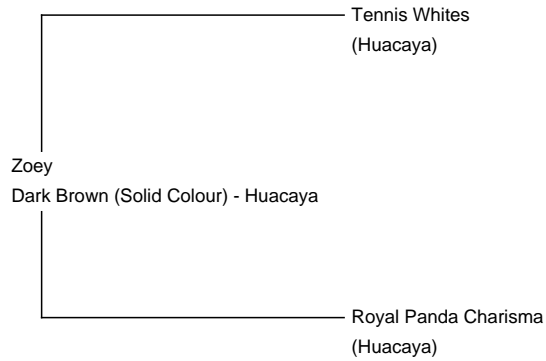 Tennis Whites
(Huacaya)
Zoey
Dark Brown (Solid Colour) - Huacaya
Royal Panda Charisma
(Huacaya)